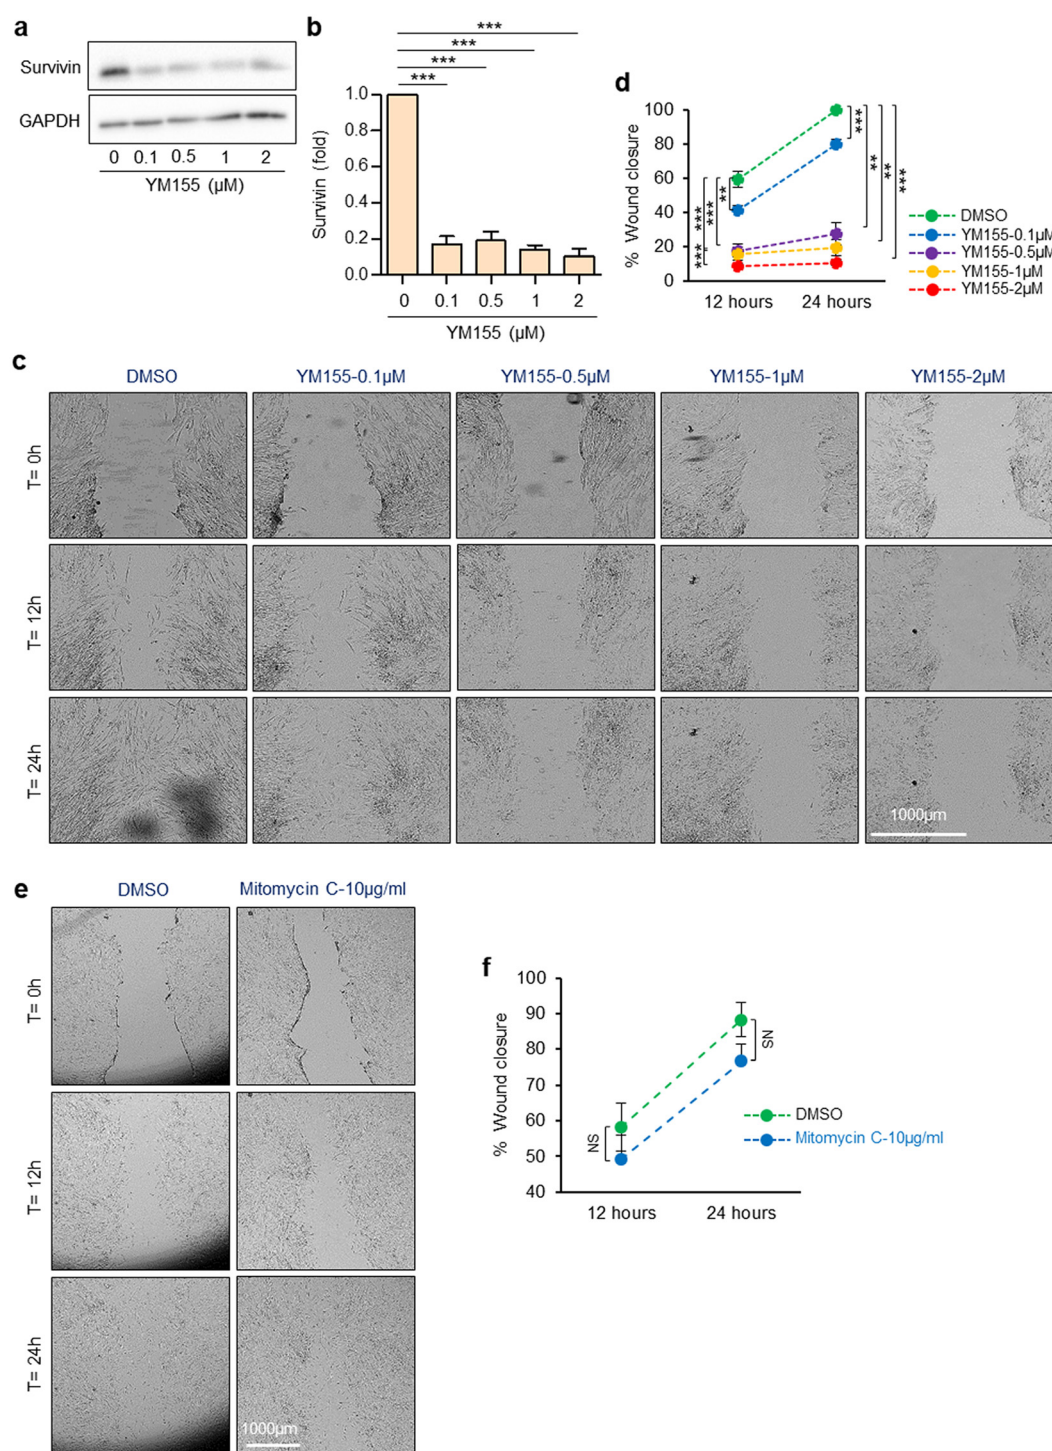 a
Survivin
GAPDH
0 0.1 0.5 1 2
YM155 (µM)
b
***
***
***
***
Survivin (fold)
1.0
0.8
0.6
0.4
0.2
0.0
0 0.1 0.5 1 2
YM155 (µM)
d
% Wound closure
100
80
60
40
20
0
***
**
**
***
**
***
***
***
12 hours 24 hours
DMSO
YM155-0.1µM
YM155-0.5µM
YM155-1µM
YM155-2µM
c
DMSO YM155-0.1µM YM155-0.5µM YM155-1µM YM155-2µM
T= 0h
T= 12h
T= 24h
1000µm
e
DMSO Mitomycin C-10µg/ml
T= 0h
T= 12h
T= 24h
1000µm
f
% Wound closure
100
90
80
70
60
50
40
NS
NS
12 hours 24 hours
DMSO
Mitomycin C-10µg/ml